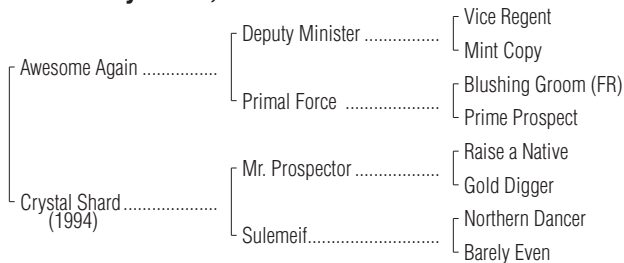 Vice Regent
Deputy Minister ................
Mint Copy
Awesome Again ................
Blushing Groom (FR)
Primal Force ....................
Prime Prospect
Raise a Native
Mr. Prospector ..................
Gold Digger
Crystal Shard ....................
(1994)
Northern Dancer
Sulemeif............................
Barely Even